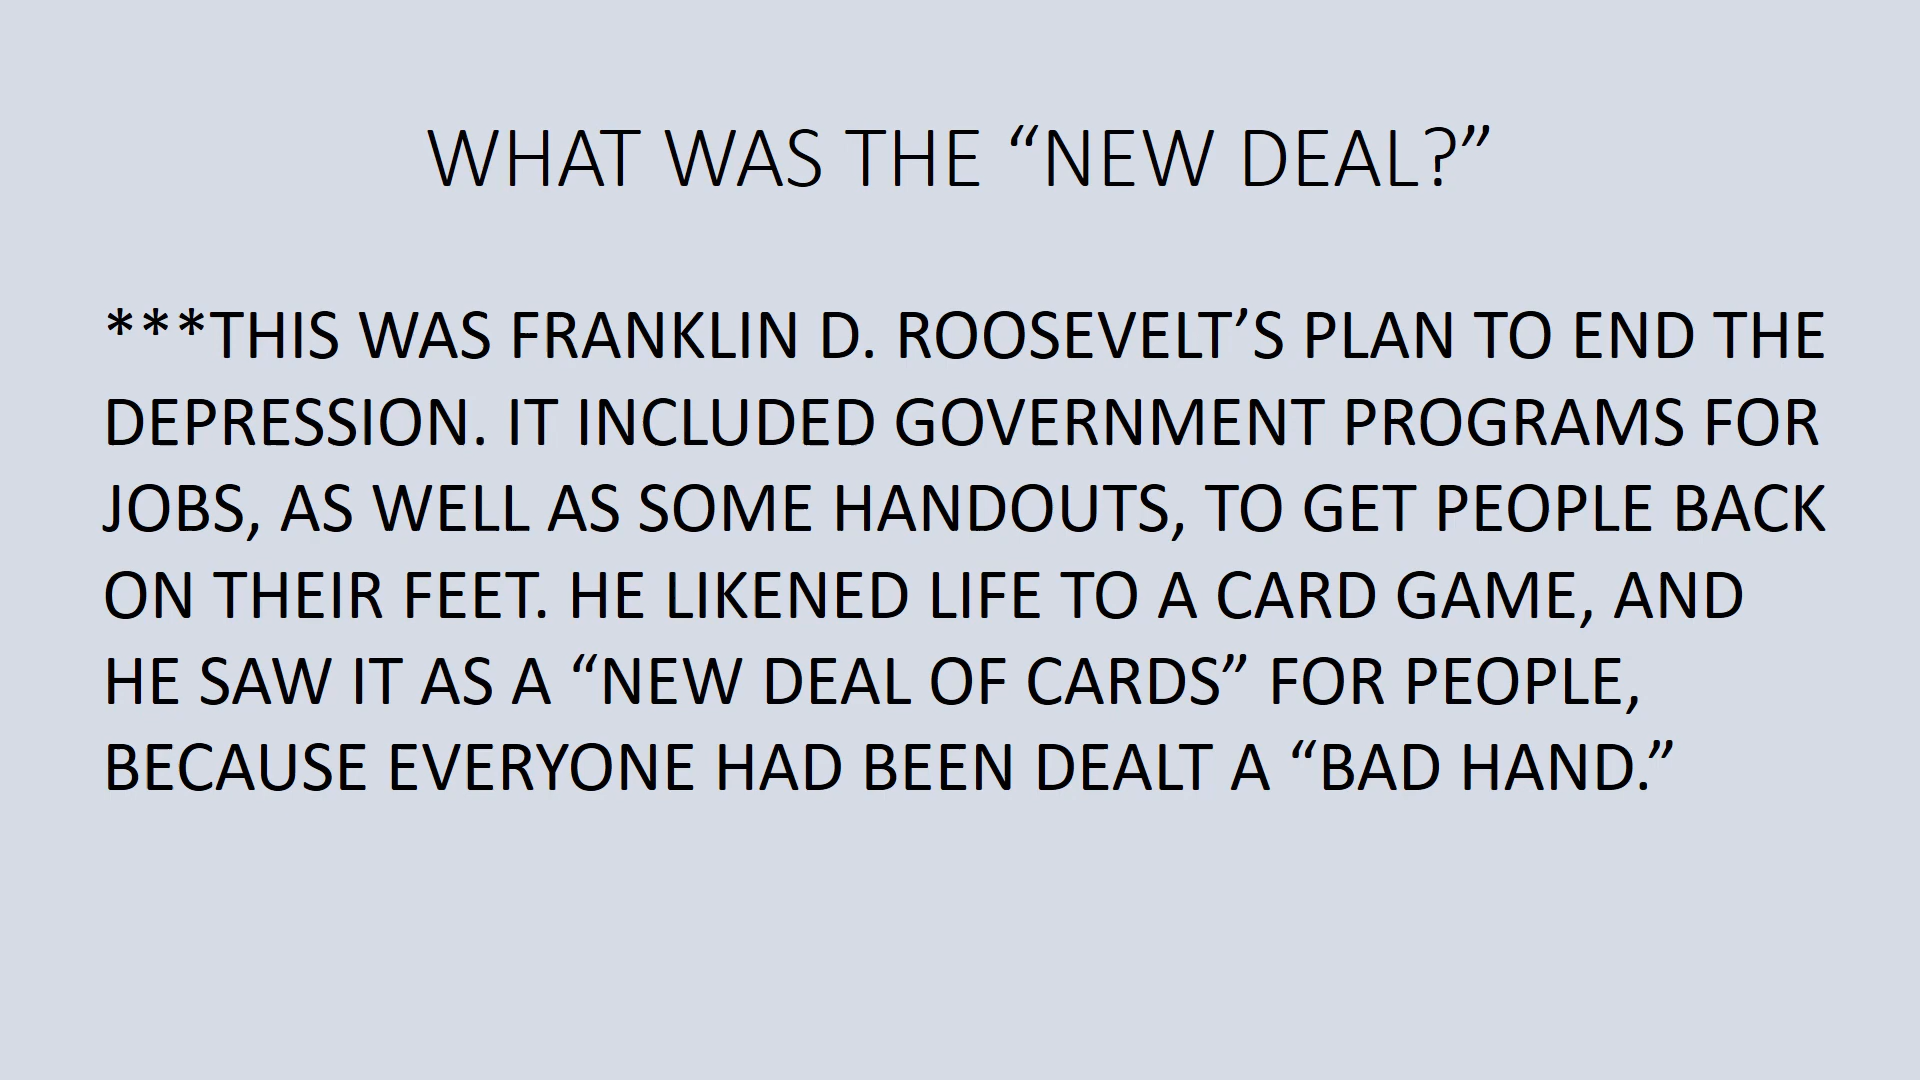 WHAT WAS THE “NEW DEAL?”
***THIS WAS FRANKLIN D. ROOSEVELT’S PLAN TO END THE
DEPRESSION. IT INCLUDED GOVERNMENT PROGRAMS FOR
JOBS, AS WELL AS SOME HANDOUTS, TO GET PEOPLE BACK
ON THEIR FEET. HE LIKENED LIFE TO A CARD GAME, AND
HE SAW IT AS A “NEW DEAL OF CARDS” FOR PEOPLE,
BECAUSE EVERYONE HAD BEEN DEALT A “BAD HAND.”